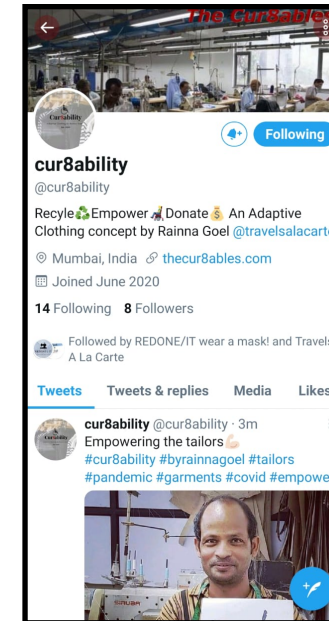 The Cur8ables
Cur8ability
Following
cur8ability
@cur8ability
Recyle♻️Empower👩‍🦽Donate💰 An Adaptive
Clothing concept by Rainna Goel @travelsalacarte
Mumbai, India thecur8ables.com
Joined June 2020
14 Following 8 Followers
Followed by REDONE/IT wear a mask! and Travels
A La Carte
Tweets Tweets & replies Media Likes
cur8ability @cur8ability · 3m
Empowering the tailors💪🏻
#cur8ability #byrainnagoel #tailors
#pandemic #garments #covid #empowe
SIRUBA